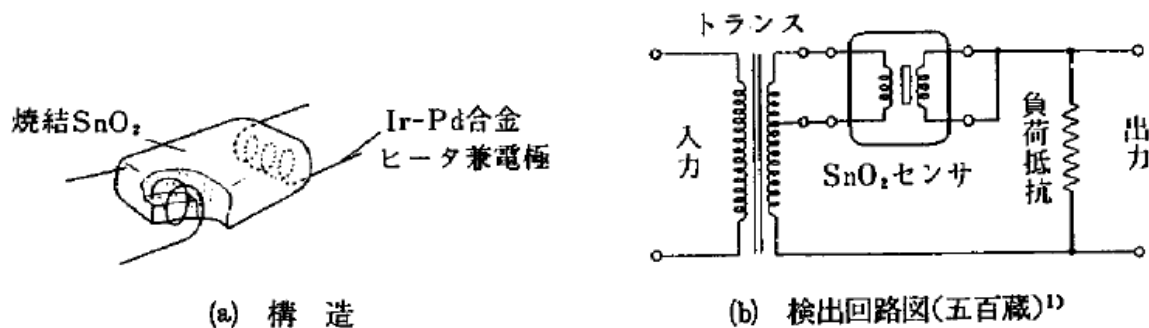 焼結SnO₂
Ir-Pd合金
ヒータ兼電極
(a) 構造
トランス
入力
SnO₂センサ
負荷抵抗
出力
(b) 検出回路図(五百蔵)¹⁾